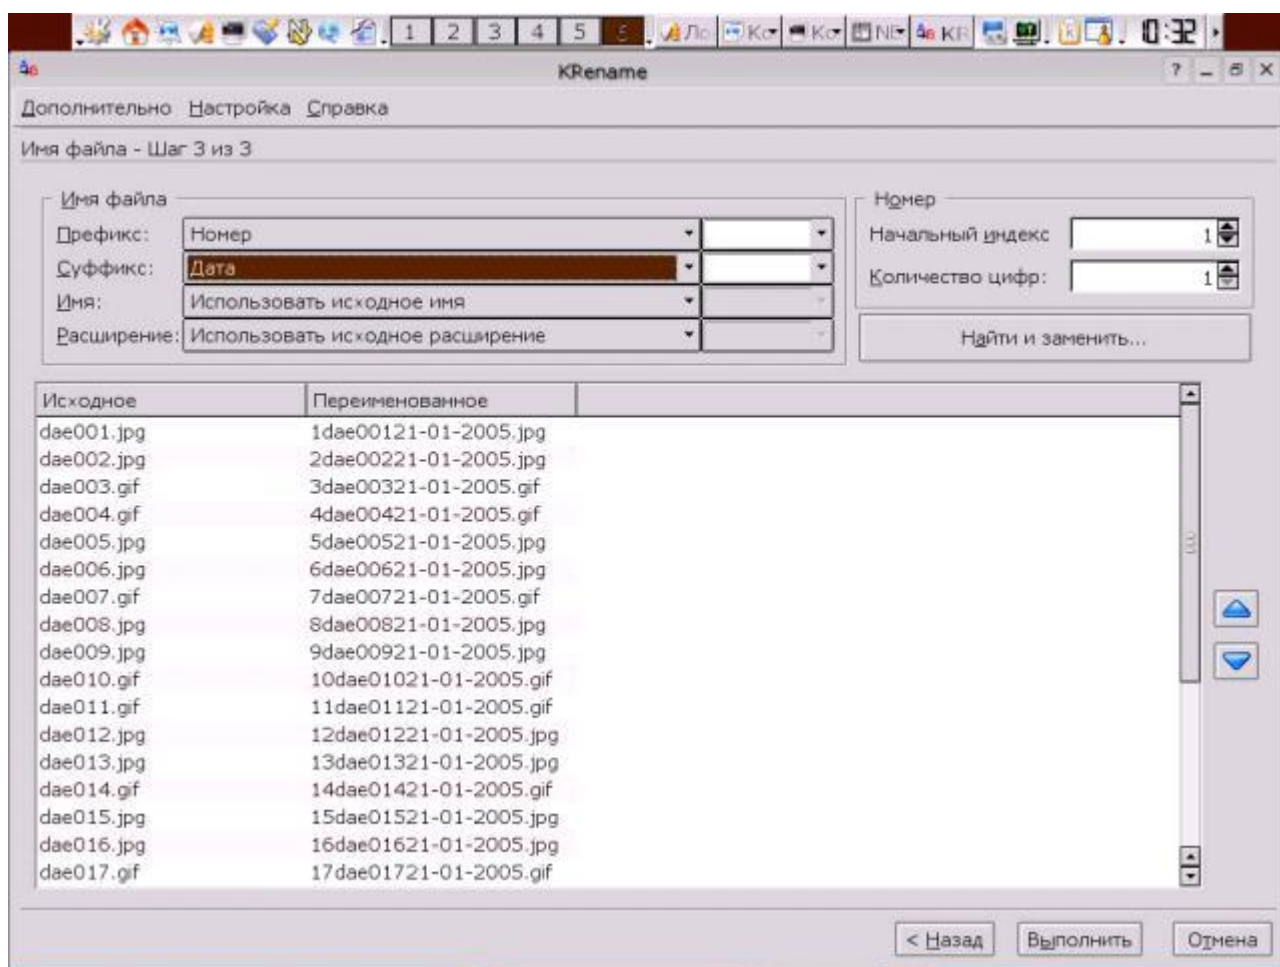 1 2 3 4 5 6 Ло Ко Ко NE KR 10:32
KRename
Дополнительно Настройка Справка
Имя файла - Шаг 3 из 3
Имя файла
Префикс: Номер
Суффикс: Дата
Имя: Использовать исходное имя
Расширение: Использовать исходное расширение
Номер
Начальный индекс 1
Количество цифр: 1
Найти и заменить...
Исходное Переименованное
dae001.jpg 1dae00121-01-2005.jpg
dae002.jpg 2dae00221-01-2005.jpg
dae003.gif 3dae00321-01-2005.gif
dae004.gif 4dae00421-01-2005.gif
dae005.jpg 5dae00521-01-2005.jpg
dae006.jpg 6dae00621-01-2005.jpg
dae007.gif 7dae00721-01-2005.gif
dae008.jpg 8dae00821-01-2005.jpg
dae009.jpg 9dae00921-01-2005.jpg
dae010.gif 10dae01021-01-2005.gif
dae011.gif 11dae01121-01-2005.gif
dae012.jpg 12dae01221-01-2005.jpg
dae013.jpg 13dae01321-01-2005.jpg
dae014.gif 14dae01421-01-2005.gif
dae015.jpg 15dae01521-01-2005.jpg
dae016.jpg 16dae01621-01-2005.jpg
dae017.gif 17dae01721-01-2005.gif
< Назад Выполнить Отмена